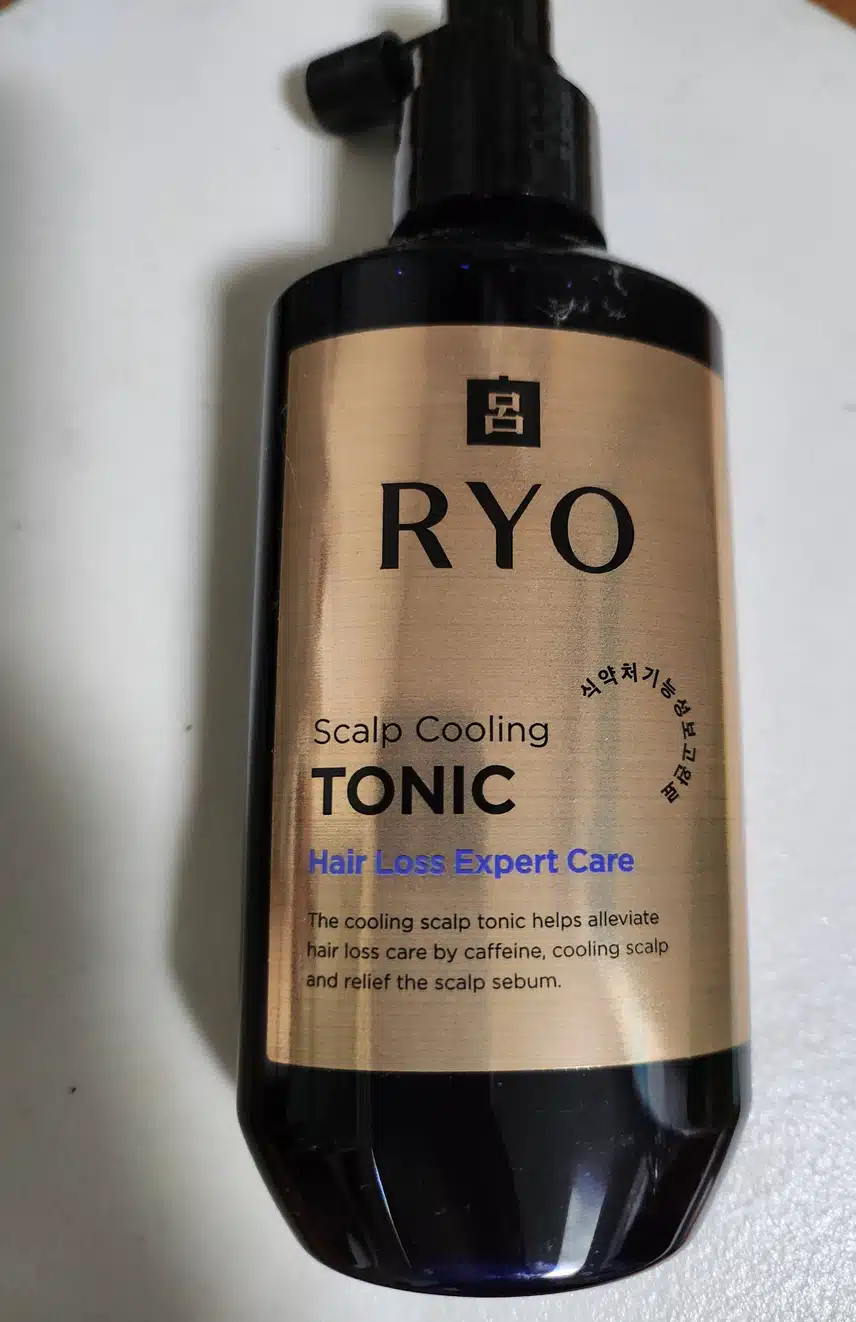 呂
RYO
식약처기능성보고완료
Scalp Cooling
TONIC
Hair Loss Expert Care
The cooling scalp tonic helps alleviate
hair loss care by caffeine, cooling scalp
and relief the scalp sebum.